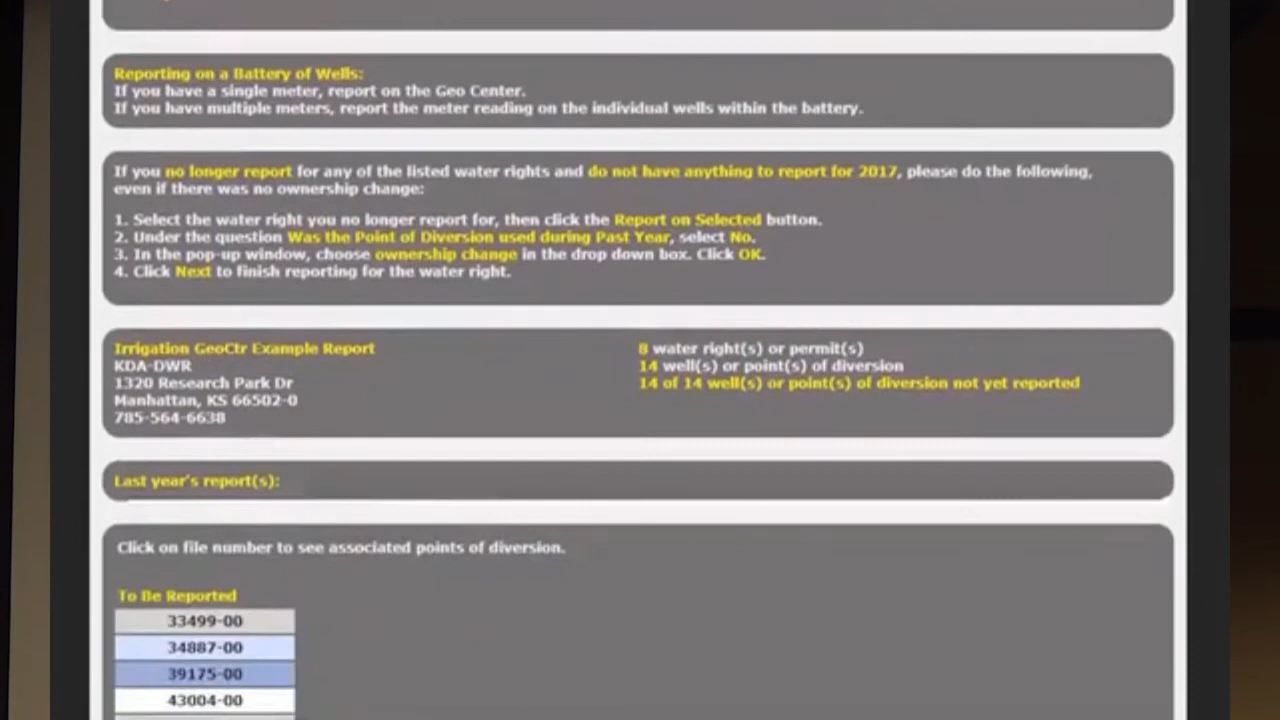 Reporting on a Battery of Wells:
If you have a single meter, report on the Geo Center.
If you have multiple meters, report the meter reading on the individual wells within the battery.
If you no longer report for any of the listed water rights and do not have anything to report for 2017, please do the following,
even if there was no ownership change:
1. Select the water right you no longer report for, then click the Report on Selected button.
2. Under the question Was the Point of Diversion used during Past Year, select No.
3. In the pop-up window, choose ownership change in the drop down box. Click OK.
4. Click Next to finish reporting for the water right.
Irrigation GeoCtr Example Report
KDA-DWR
1320 Research Park Dr
Manhattan, KS 66502-0
785-564-6638
8 water right(s) or permit(s)
14 well(s) or point(s) of diversion
14 of 14 well(s) or point(s) of diversion not yet reported
Last year's report(s):
Click on file number to see associated points of diversion.
To Be Reported
33499-00
34887-00
39175-00
43004-00